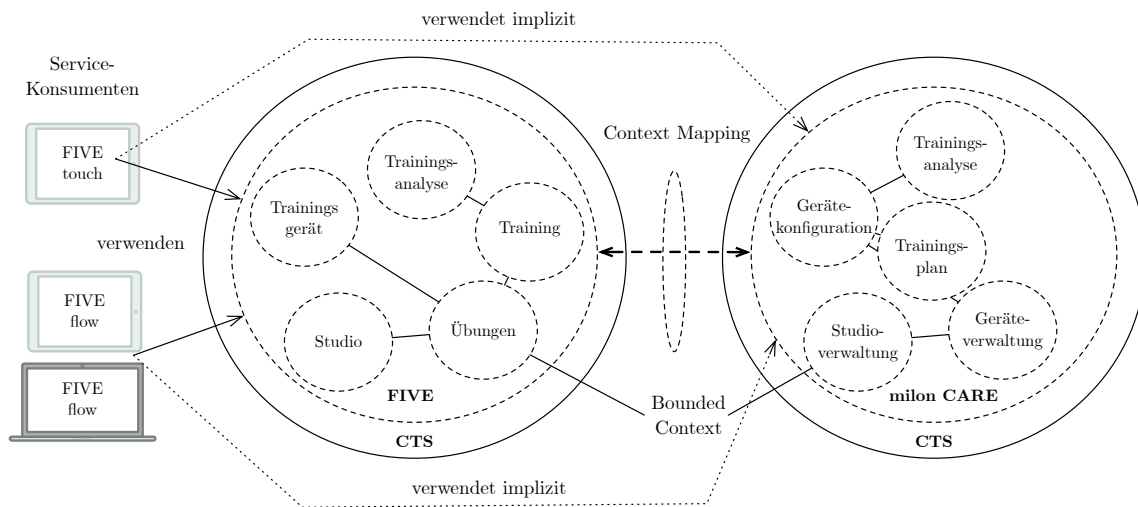 verwendet implizit
Service-
Konsumenten
FIVE
touch
verwenden
FIVE
flow
FIVE
flow
Trainings-
analyse
Trainings
gerät
Training
Studio
Übungen
FIVE
CTS
Context Mapping
Bounded
Context
Trainings-
analyse
Geräte-
konfiguration
Trainings-
plan
Studio-
verwaltung
Geräte-
verwaltung
milon CARE
CTS
verwendet implizit